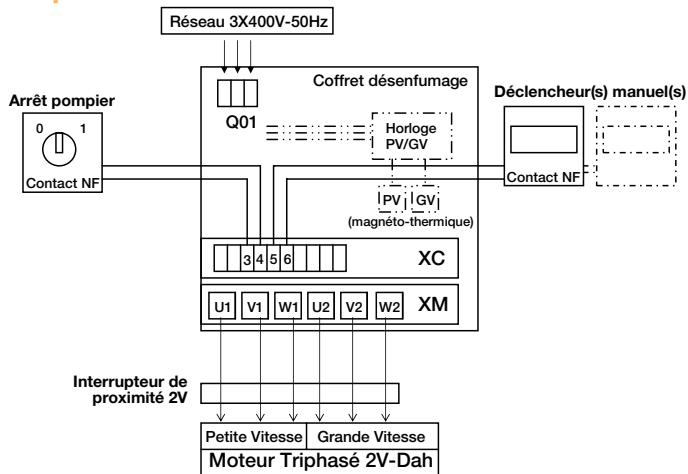 Réseau 3X400V-50Hz
Coffret désenfumage
Arrêt pompier
0 1
Contact NF
Q01
Horloge
PV/GV
PV GV
(magnéto-thermique)
Déclencheur(s) manuel(s)
Contact NF
3 4 5 6
XC
U1 V1 W1 U2 V2 W2 XM
Interrupteur de
proximité 2V
Petite Vitesse Grande Vitesse
Moteur Triphasé 2V-Dah